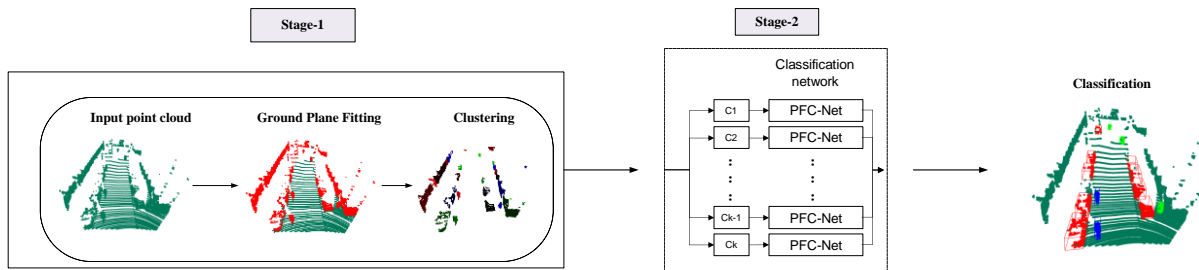 Stage-1
Stage-2
Input point cloud
Ground Plane Fitting
Clustering
Classification
network
C1
PFC-Net
C2
PFC-Net
Ck-1
PFC-Net
Ck
PFC-Net
Classification